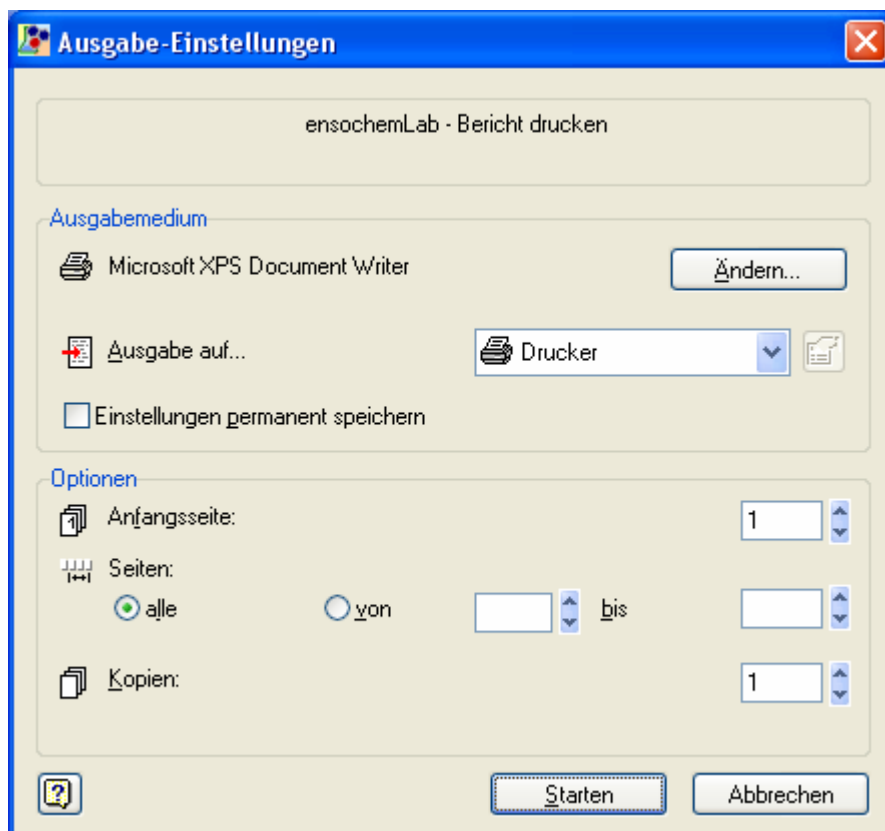 Ausgabe-Einstellungen
ensochemLab - Bericht drucken
Ausgabemedium
Microsoft XPS Document Writer
Ändern...
Ausgabe auf...
Drucker
Einstellungen permanent speichern
Optionen
Anfangsseite:
1
Seiten:
alle
von
bis
Kopien:
1
Starten
Abbrechen